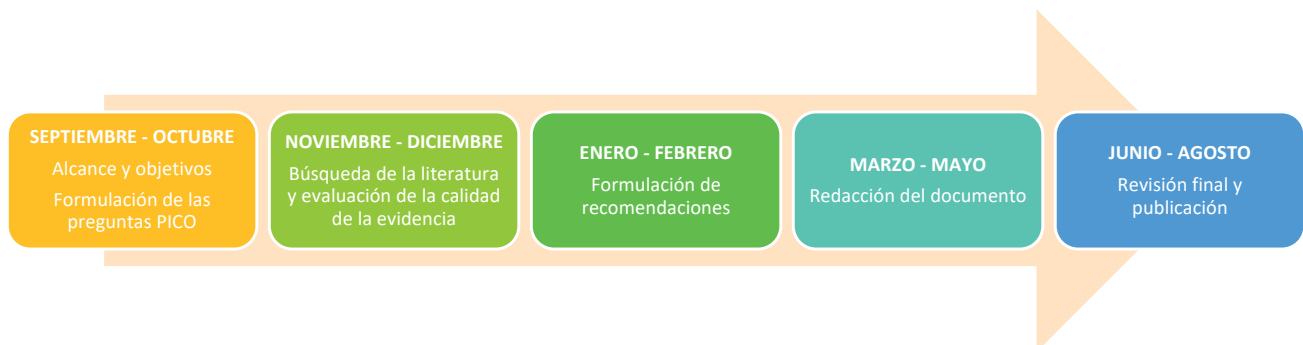 SEPTIEMBRE - OCTUBRE
Alcance y objetivos
Formulación de las
preguntas PICO
NOVIEMBRE - DICIEMBRE
Búsqueda de la literatura
y evaluación de la calidad
de la evidencia
ENERO - FEBRERO
Formulación de
recomendaciones
MARZO - MAYO
Redacción del documento
JUNIO - AGOSTO
Revisión final y
publicación